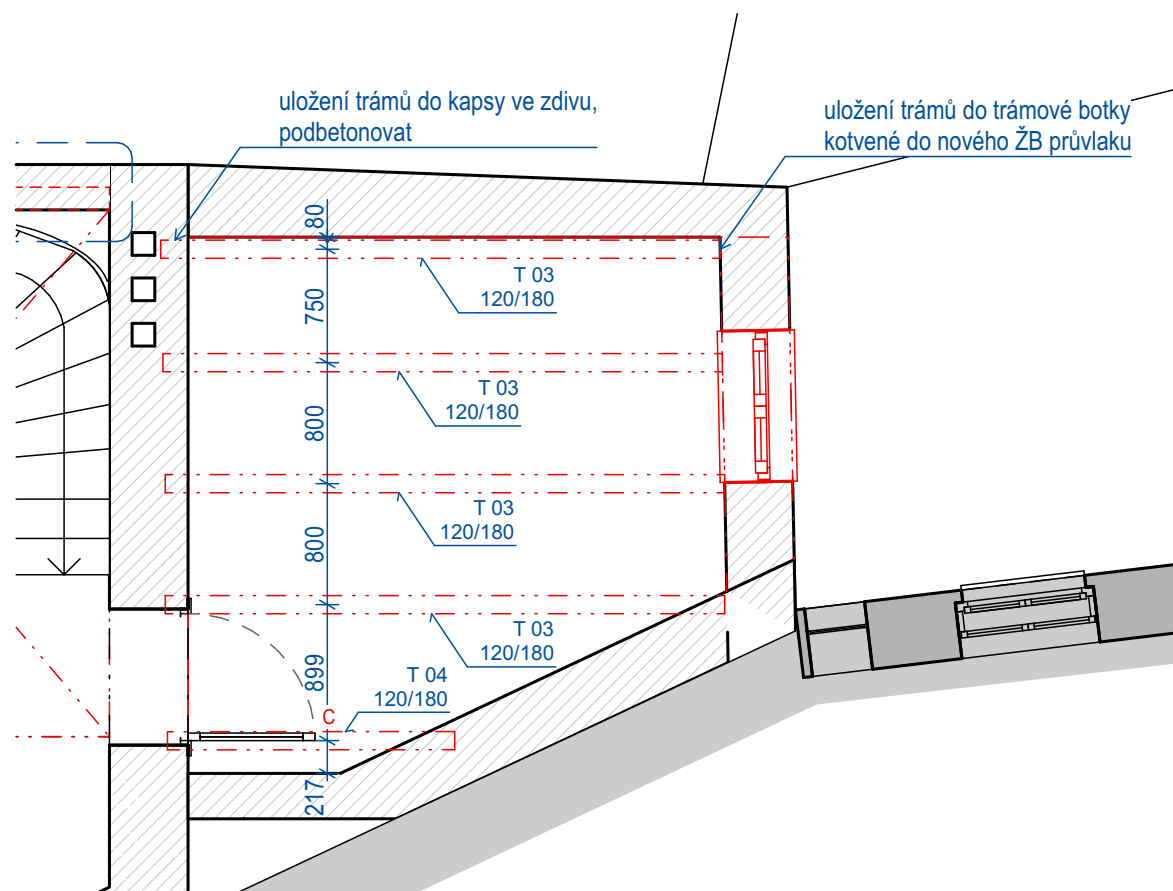 uložení trámů do kapsy ve zdivu,
podbetonovat
uložení trámů do trámové botky
kotvené do nového ŽB průvlaku
80
T 03
120/180
750
T 03
120/180
800
T 03
120/180
800
T 03
120/180
899
T 04
120/180
C
217